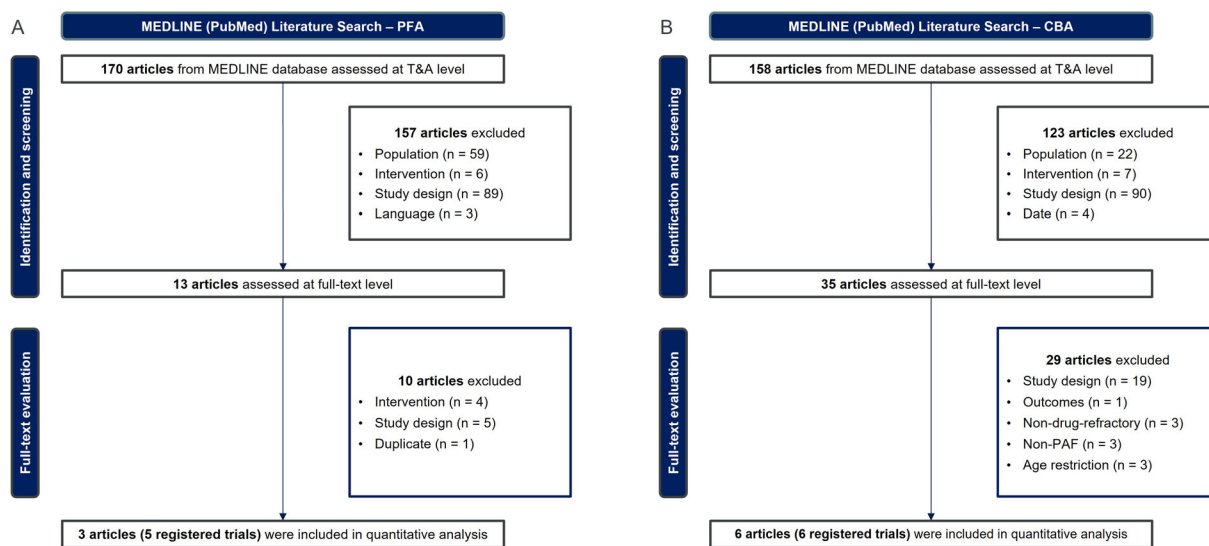 A
MEDLINE (PubMed) Literature Search – PFA
Identification and screening
170 articles from MEDLINE database assessed at T&A level
157 articles excluded
• Population (n = 59)
• Intervention (n = 6)
• Study design (n = 89)
• Language (n = 3)
13 articles assessed at full-text level
Full-text evaluation
10 articles excluded
• Intervention (n = 4)
• Study design (n = 5)
• Duplicate (n = 1)
3 articles (5 registered trials) were included in quantitative analysis
B
MEDLINE (PubMed) Literature Search – CBA
Identification and screening
158 articles from MEDLINE database assessed at T&A level
123 articles excluded
• Population (n = 22)
• Intervention (n = 7)
• Study design (n = 90)
• Date (n = 4)
35 articles assessed at full-text level
Full-text evaluation
29 articles excluded
• Study design (n = 19)
• Outcomes (n = 1)
• Non-drug-refractory (n = 3)
• Non-PAF (n = 3)
• Age restriction (n = 3)
6 articles (6 registered trials) were included in quantitative analysis